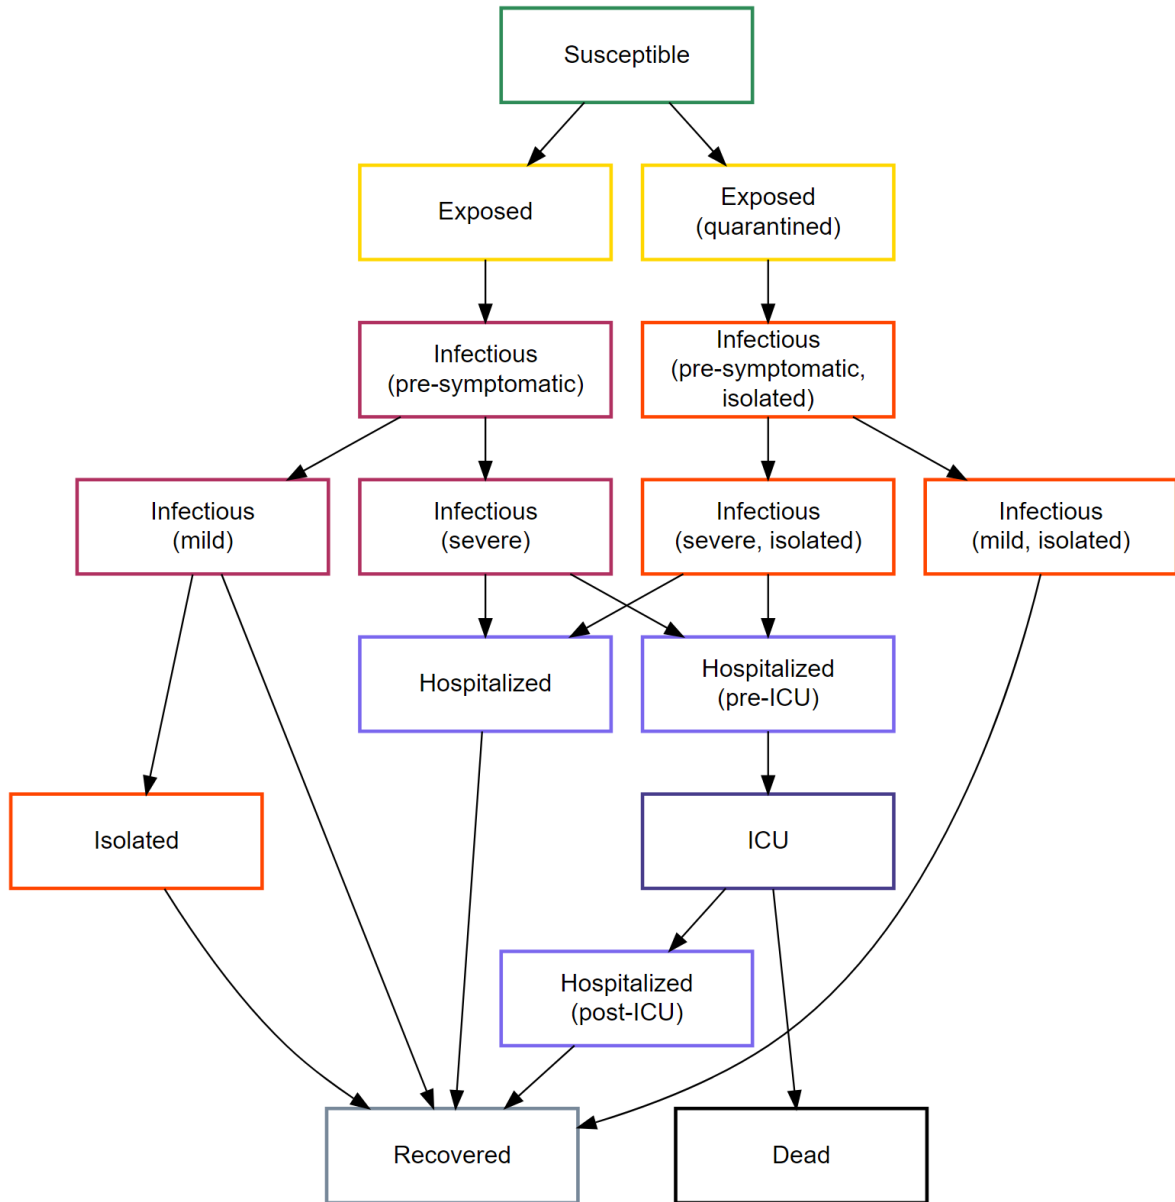 Susceptible
Exposed
Exposed
(quarantined)
Infectious
(pre-symptomatic)
Infectious
(pre-symptomatic,
isolated)
Infectious
(mild)
Infectious
(severe)
Infectious
(severe, isolated)
Infectious
(mild, isolated)
Hospitalized
Hospitalized
(pre-ICU)
Isolated
ICU
Hospitalized
(post-ICU)
Recovered
Dead